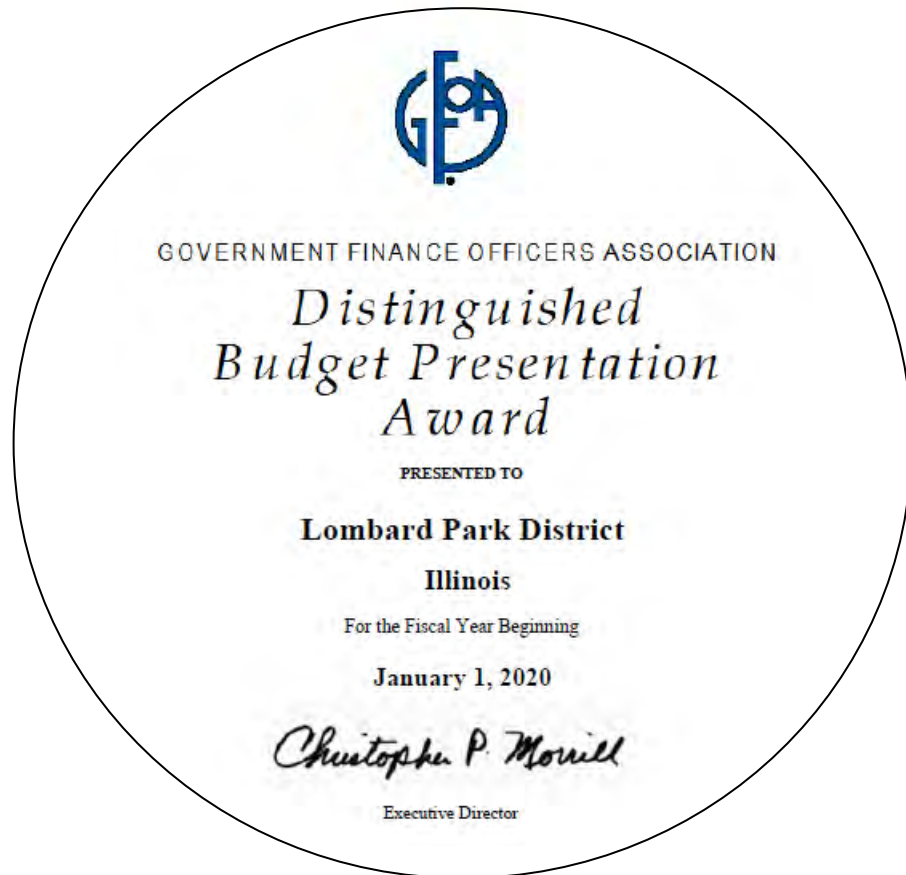 GFOA
GOVERNMENT FINANCE OFFICERS ASSOCIATION
Distinguished
Budget Presentation
Award
PRESENTED TO
Lombard Park District
Illinois
For the Fiscal Year Beginning
January 1, 2020
Christopher P. Morrill
Executive Director